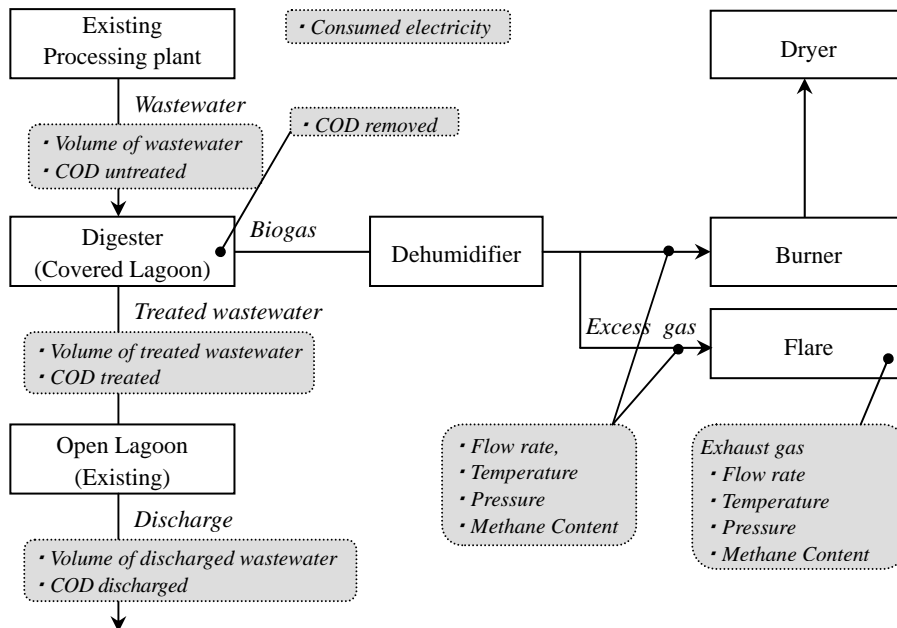 Existing
Processing plant
・Consumed electricity
Dryer
Wastewater
・COD removed
・Volume of wastewater
・COD untreated
Digester
(Covered Lagoon)
Biogas
Dehumidifier
Burner
Treated wastewater
Excess gas
Flare
・Volume of treated wastewater
・COD treated
Open Lagoon
(Existing)
・Flow rate,
・Temperature
・Pressure
・Methane Content
Exhaust gas
・Flow rate
・Temperature
・Pressure
・Methane Content
Discharge
・Volume of discharged wastewater
・COD discharged